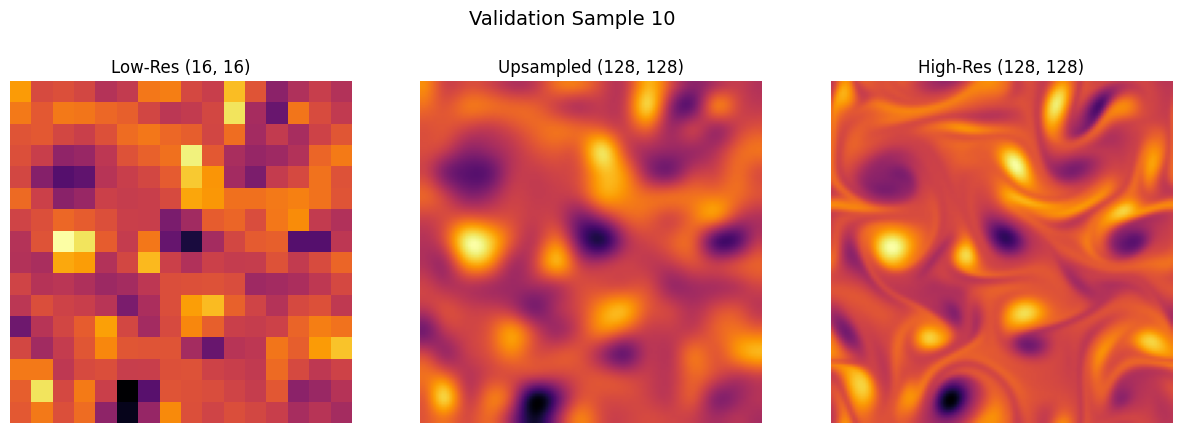 Validation Sample 10
Low-Res (16, 16)
Upsampled (128, 128)
High-Res (128, 128)